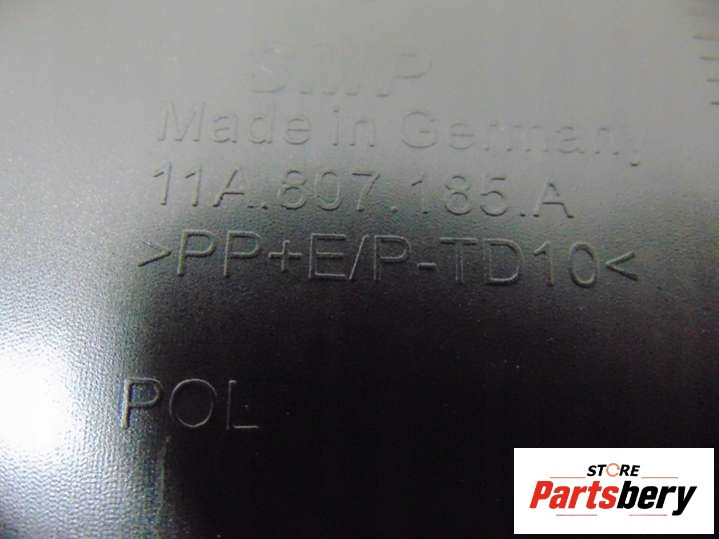 SMP
Made in Germany
11A.807.185.A
>PP+E/P-TD10<
POL
STORE
Partsbery